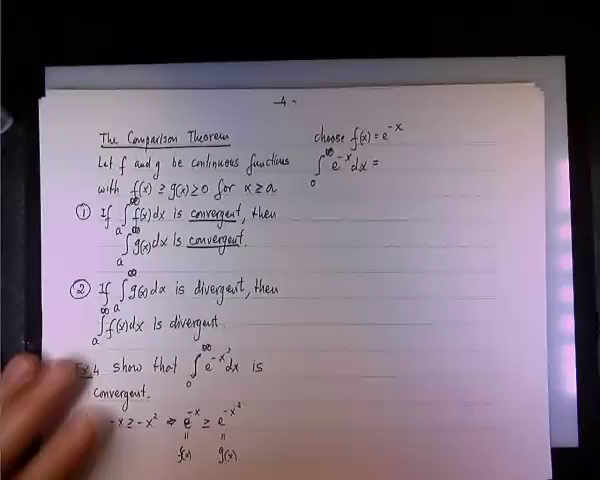 -4-
The Comparison Theorem
Let f and g be continuous functions
with f(x) ≥ g(x) ≥ 0 for x ≥ a
① If ∫ₐ^∞ f(x)dx is convergent, then
∫ₐ^∞ g(x)dx is convergent.
② If ∫ₐ^∞ g(x)dx is divergent, then
∫ₐ^∞ f(x)dx is divergent.
4 show that ∫₀^∞ e^{-x²}dx is
convergent.
-x ≥ -x² ⇒ e^{-x} ≥ e^{-x²}
= =
f(x) g(x)
choose f(x) = e^{-x}
∫₀^∞ e^{-x}dx =